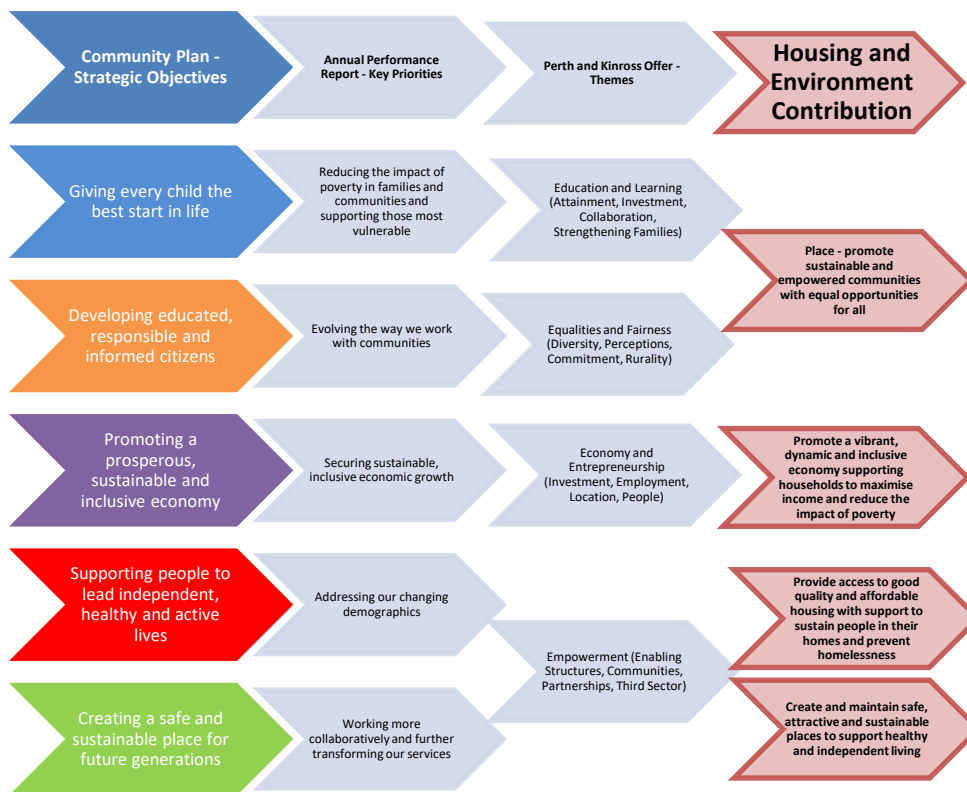 Community Plan -
Strategic Objectives
Annual Performance
Report - Key Priorities
Perth and Kinross Offer -
Themes
Housing and
Environment
Contribution
Giving every child the
best start in life
Reducing the impact of
poverty in families and
communities and
supporting those most
vulnerable
Education and Learning
(Attainment, Investment,
Collaboration,
Strengthening Families)
Place - promote
sustainable and
empowered communities
with equal opportunities
for all
Developing educated,
responsible and
informed citizens
Evolving the way we work
with communities
Equalities and Fairness
(Diversity, Perceptions,
Commitment, Rurality)
Promoting a
prosperous,
sustainable and
inclusive economy
Securing sustainable,
inclusive economic growth
Economy and
Entrepreneurship
(Investment, Employment,
Location, People)
Promote a vibrant,
dynamic and inclusive
economy supporting
households to maximise
income and reduce the
impact of poverty
Supporting people to
lead independent,
healthy and active
lives
Addressing our changing
demographics
Empowerment (Enabling
Structures, Communities,
Partnerships, Third Sector)
Provide access to good
quality and affordable
housing with support to
sustain people in their
homes and prevent
homelessness
Creating a safe and
sustainable place for
future generations
Working more
collaboratively and further
transforming our services
Create and maintain safe,
attractive and sustainable
places to support healthy
and independent living